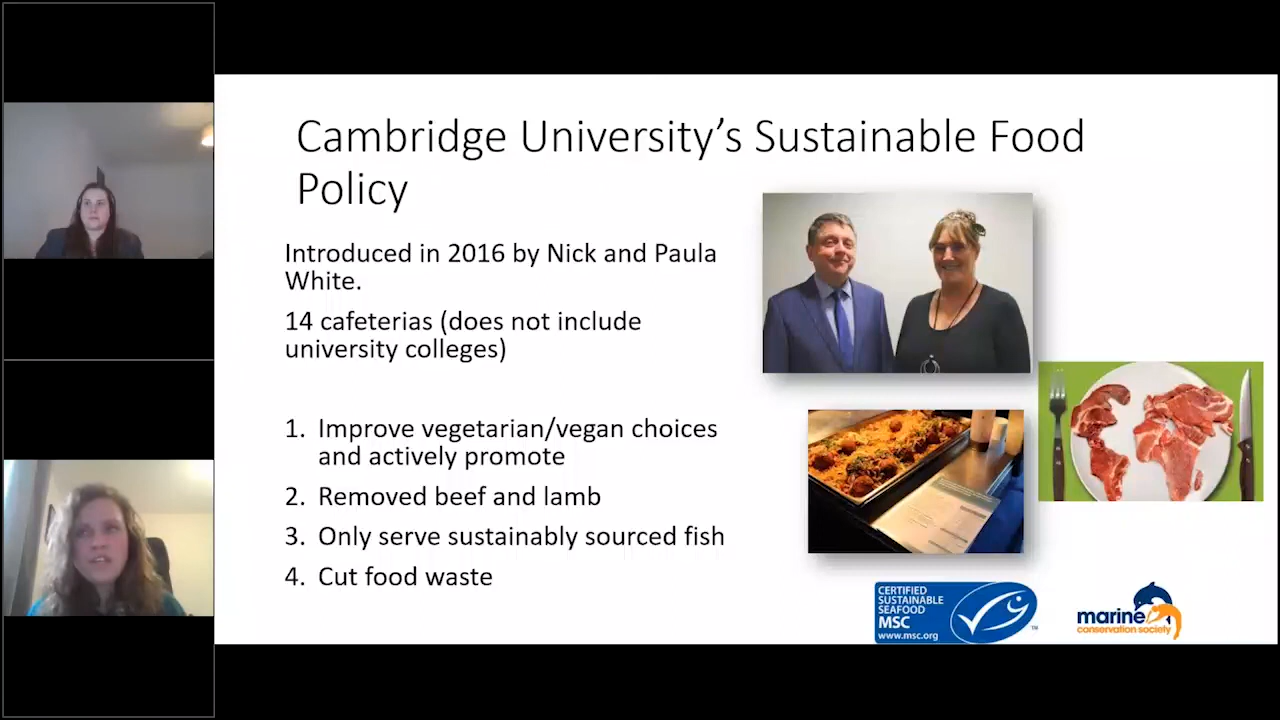 Cambridge University’s Sustainable Food
Policy
Introduced in 2016 by Nick and Paula
White.
14 cafeterias (does not include
university colleges)
1. Improve vegetarian/vegan choices
and actively promote
2. Removed beef and lamb
3. Only serve sustainably sourced fish
4. Cut food waste
CERTIFIED
SUSTAINABLE
SEAFOOD
MSC
www.msc.org
TM
marine
conservation society